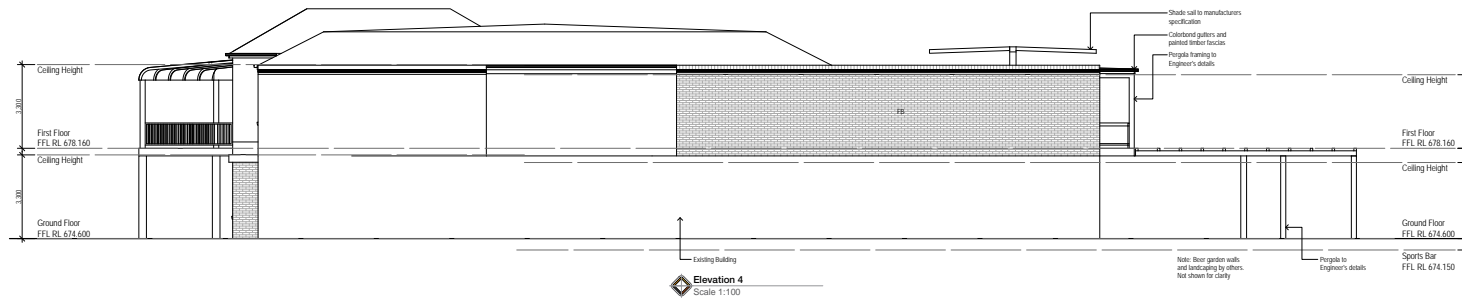 Shade sail to manufacturers
specification
Colorbond gutters and
painted timber fascias
Pergola framing to
Engineer's details
Ceiling Height
Ceiling Height
3.300
FB
First Floor
FFL RL 678.160
First Floor
FFL RL 678.160
Ceiling Height
Ceiling Height
3.300
Ground Floor
FFL RL 674.600
Ground Floor
FFL RL 674.600
Existing Building
Note: Beer garden walls
and landcaping by others.
Not shown for clarity
Pergola to
Engineer's details
Sports Bar
FFL RL 674.150
Elevation 4
Scale 1:100